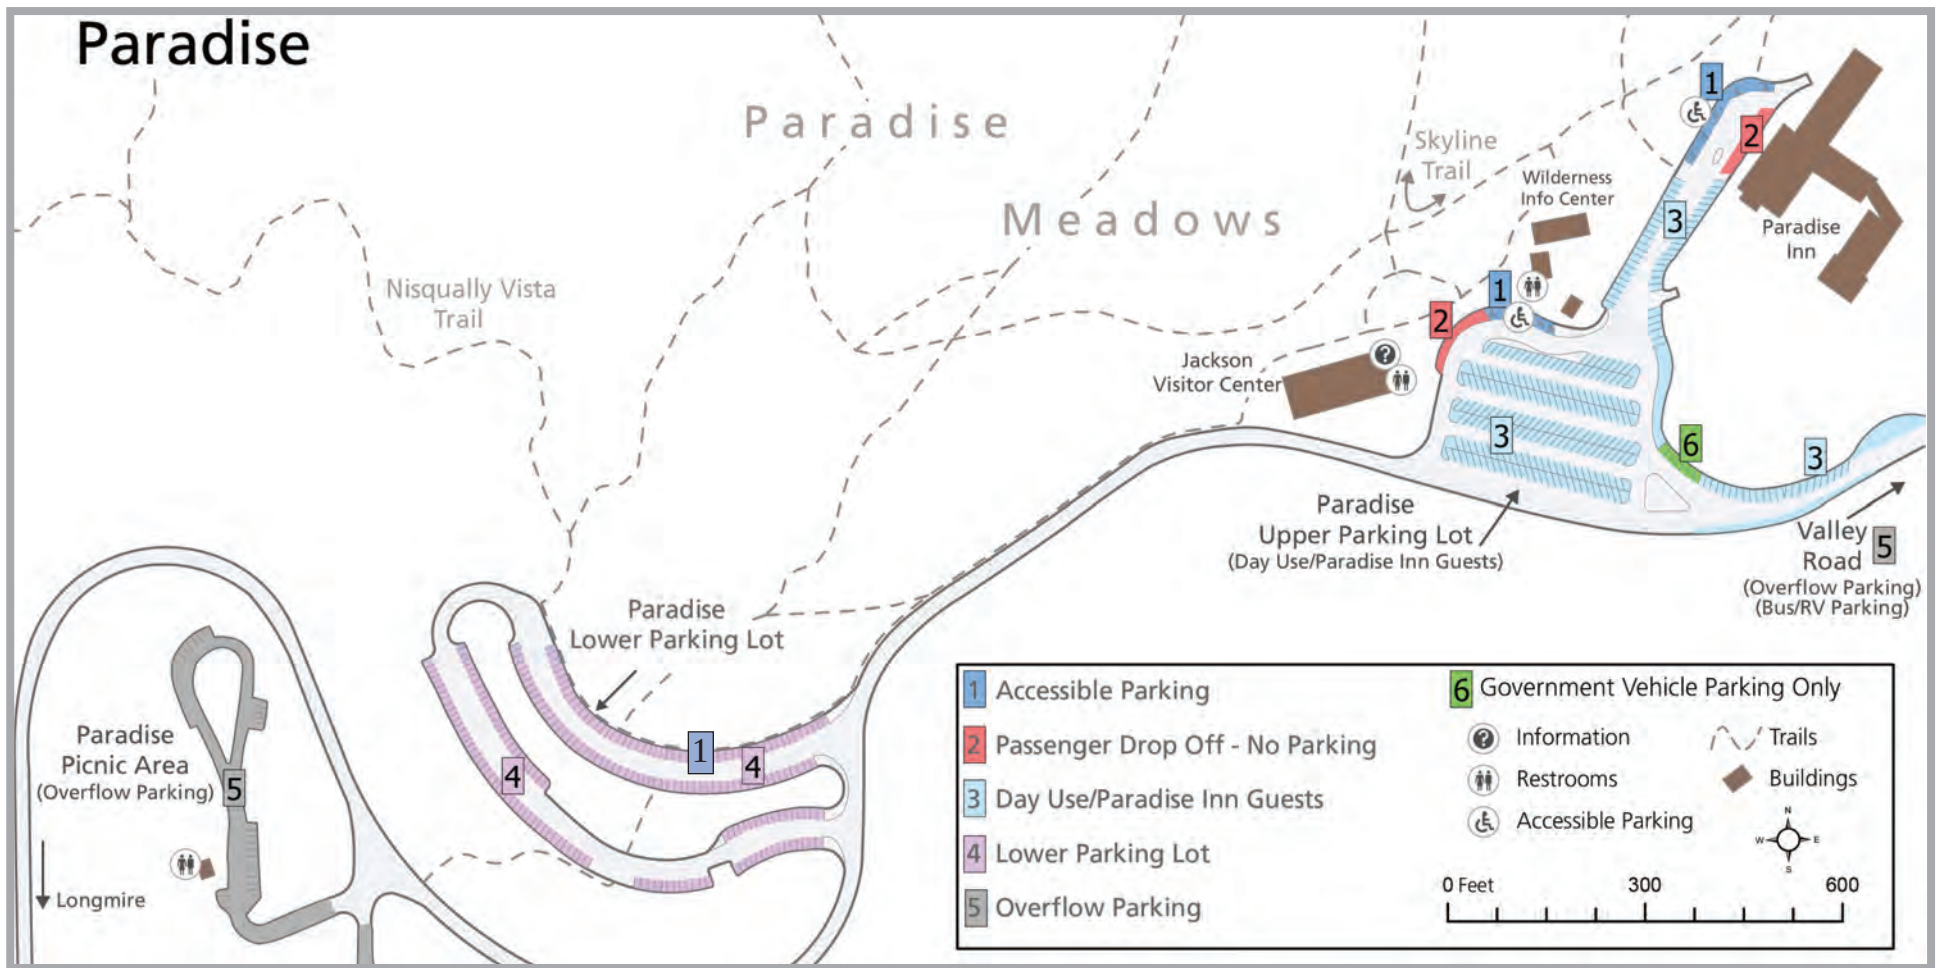 Paradise
Paradise
Meadows
Skyline
Trail
Wilderness
Info Center
1
2
3
Paradise
Inn
Nisqually Vista
Trail
1
2
?
Jackson
Visitor Center
3
6
3
Paradise
Upper Parking Lot
(Day Use/Paradise Inn Guests)
Valley
Road
5
(Overflow Parking)
(Bus/RV Parking)
Paradise
Lower Parking Lot
1
4
4
Paradise
Picnic Area
(Overflow Parking)
5
Longmire
1 Accessible Parking
2 Passenger Drop Off - No Parking
3 Day Use/Paradise Inn Guests
4 Lower Parking Lot
5 Overflow Parking
6 Government Vehicle Parking Only
? Information
Trails
Restrooms
Buildings
Accessible Parking
N
W E
S
0 Feet 300 600